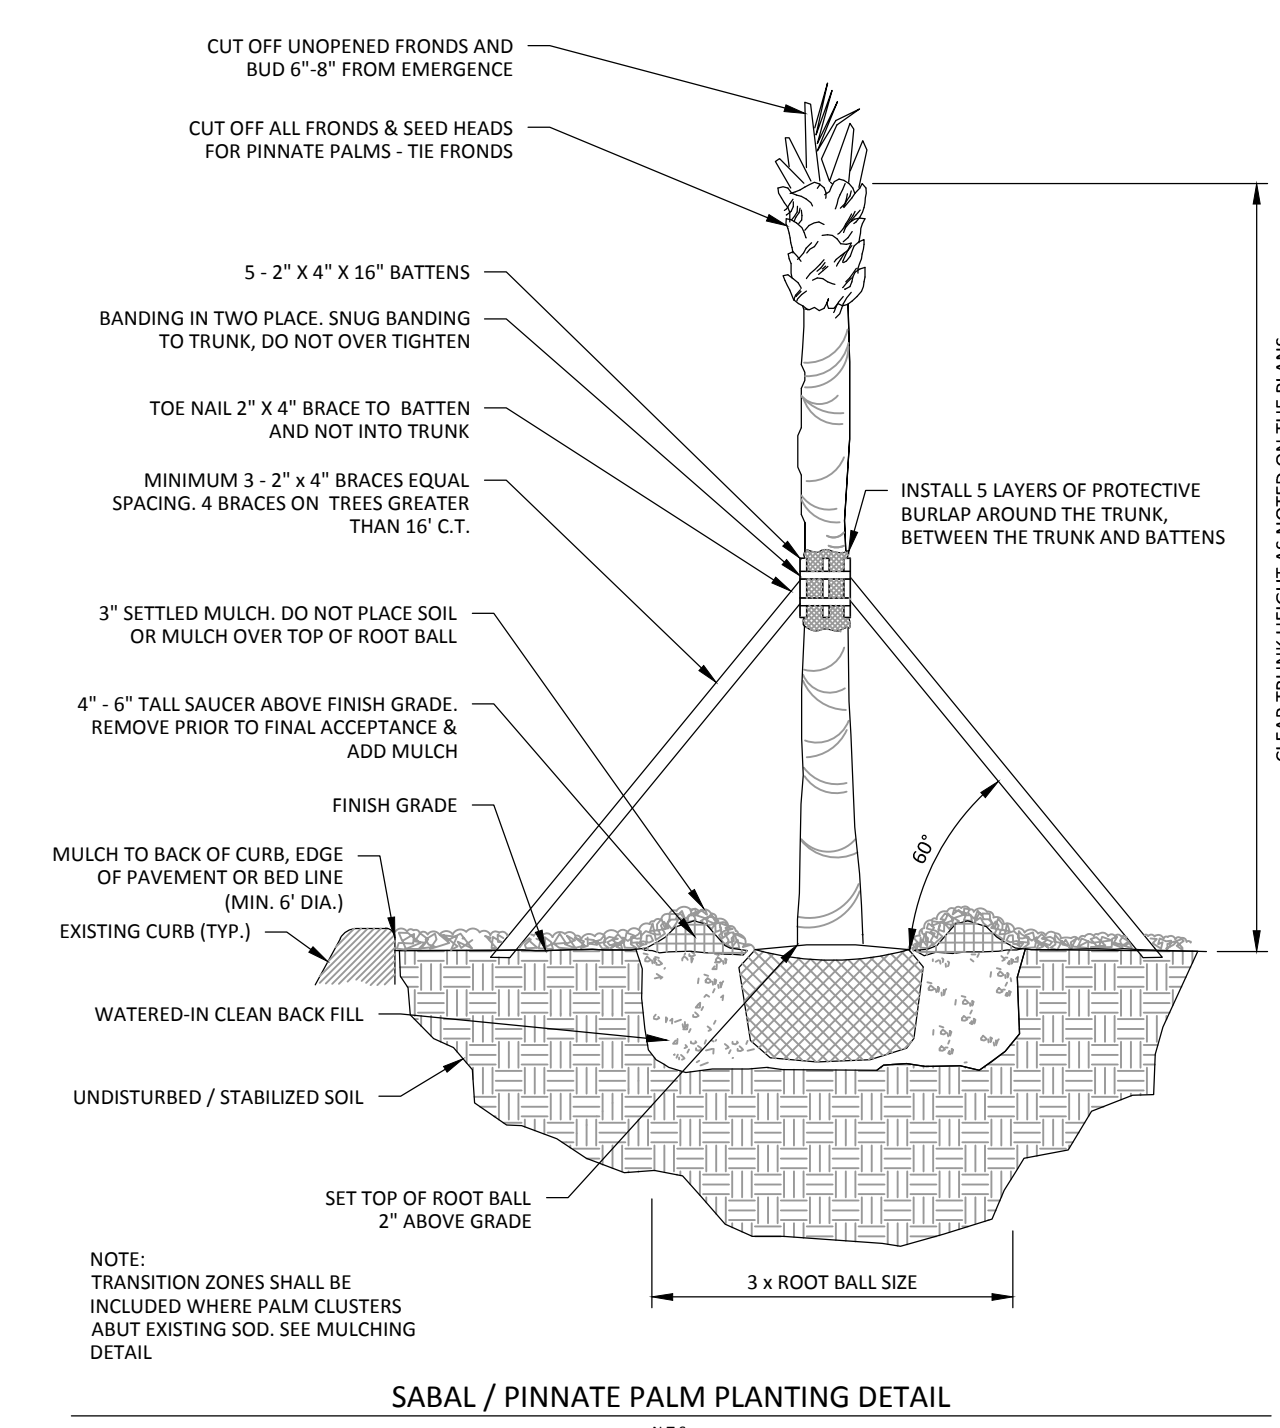 CUT OFF UNOPENED FRONDS AND
BUD 6"-8" FROM EMERGENCE
CUT OFF ALL FRONDS & SEED HEADS
FOR PINNATE PALMS - TIE FRONDS
5 - 2" X 4" X 16" BATTENS
BANDING IN TWO PLACE. SNUG BANDING
TO TRUNK, DO NOT OVER TIGHTEN
TOE NAIL 2" X 4" BRACE TO BATTEN
AND NOT INTO TRUNK
MINIMUM 3 - 2" x 4" BRACES EQUAL
SPACING. 4 BRACES ON TREES GREATER
THAN 16' C.T.
INSTALL 5 LAYERS OF PROTECTIVE
BURLAP AROUND THE TRUNK,
BETWEEN THE TRUNK AND BATTENS
CLEAR TRUNK HEIGHT AS NOTED ON THE PLANS
3" SETTLED MULCH. DO NOT PLACE SOIL
OR MULCH OVER TOP OF ROOT BALL
4" - 6" TALL SAUCER ABOVE FINISH GRADE.
REMOVE PRIOR TO FINAL ACCEPTANCE &
ADD MULCH
FINISH GRADE
60°
MULCH TO BACK OF CURB, EDGE
OF PAVEMENT OR BED LINE
(MIN. 6' DIA.)
EXISTING CURB (TYP.)
WATERED-IN CLEAN BACK FILL
UNDISTURBED / STABILIZED SOIL
SET TOP OF ROOT BALL
2" ABOVE GRADE
3 x ROOT BALL SIZE
NOTE:
TRANSITION ZONES SHALL BE
INCLUDED WHERE PALM CLUSTERS
ABUT EXISTING SOD. SEE MULCHING
DETAIL
SABAL / PINNATE PALM PLANTING DETAIL